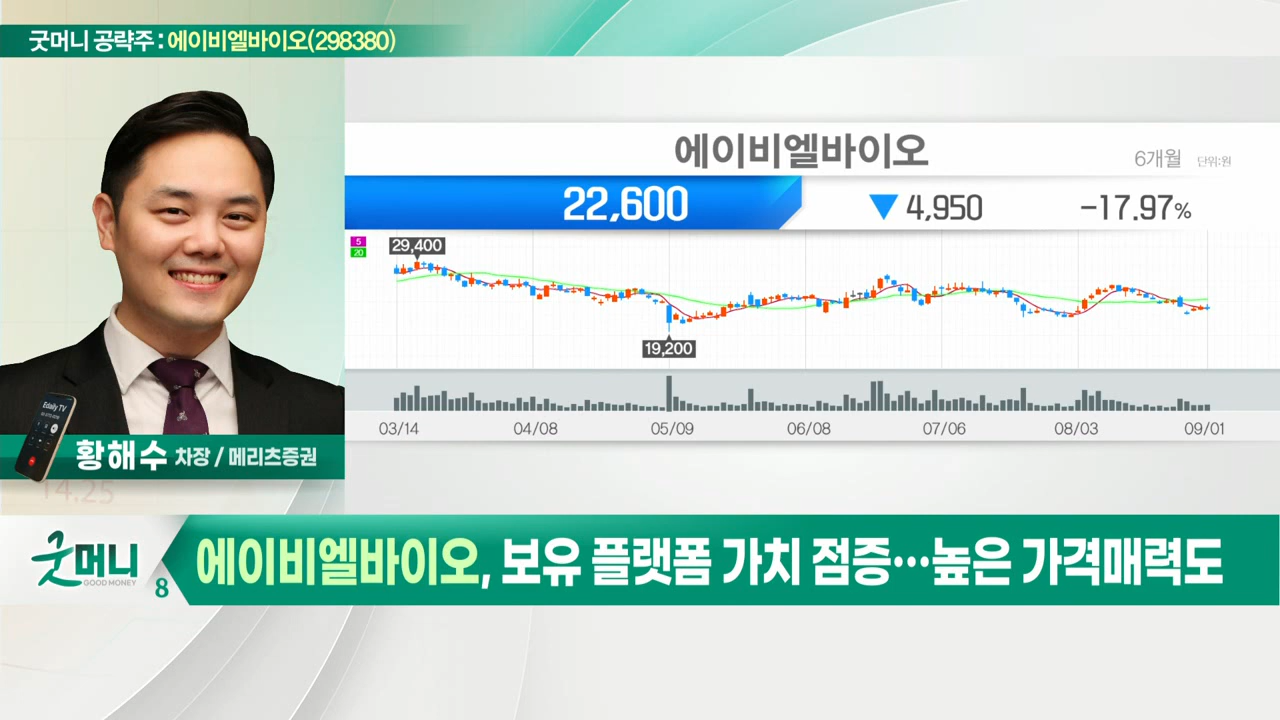 굿머니 공략주 : 에이비엘바이오(298380)
에이비엘바이오
6개월 단위:원
22,600 ▼ 4,950 -17.97%
5
20
29,400
19,200
03/14 04/08 05/09 06/08 07/06 08/03 09/01
Edaily TV
황해수 차장 / 메리츠증권
14.25
굿머니
GOOD MONEY
8
에이비엘바이오, 보유 플랫폼 가치 점증…높은 가격매력도